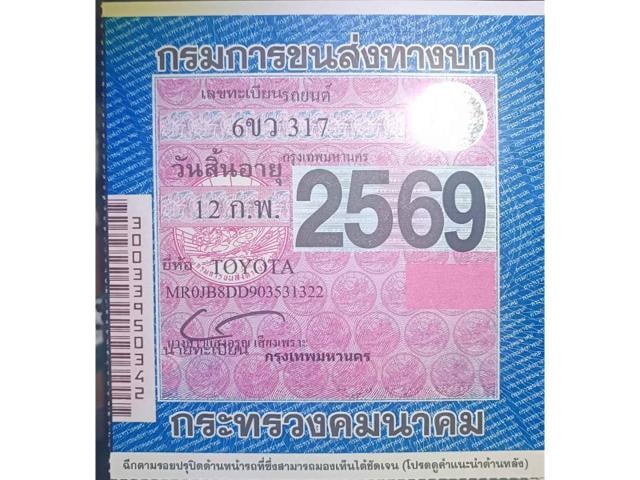 กรมการขนส่งทางบก
เลขทะเบียนรถยนต์
6ขว 317
กรุงเทพมหานคร
วันสิ้นอายุ
12 ก.พ. 2569
ยี่ห้อ TOYOTA
MR0JB8DD903531322
นายทะเบียน กรุงเทพมหานคร
30033950342
กระทรวงคมนาคม
ฉีกตามรอยปรุปิดด้านหน้ารถที่ซึ่งสามารถมองเห็นได้ชัดเจน (โปรดดูคำแนะนำด้านหลัง)